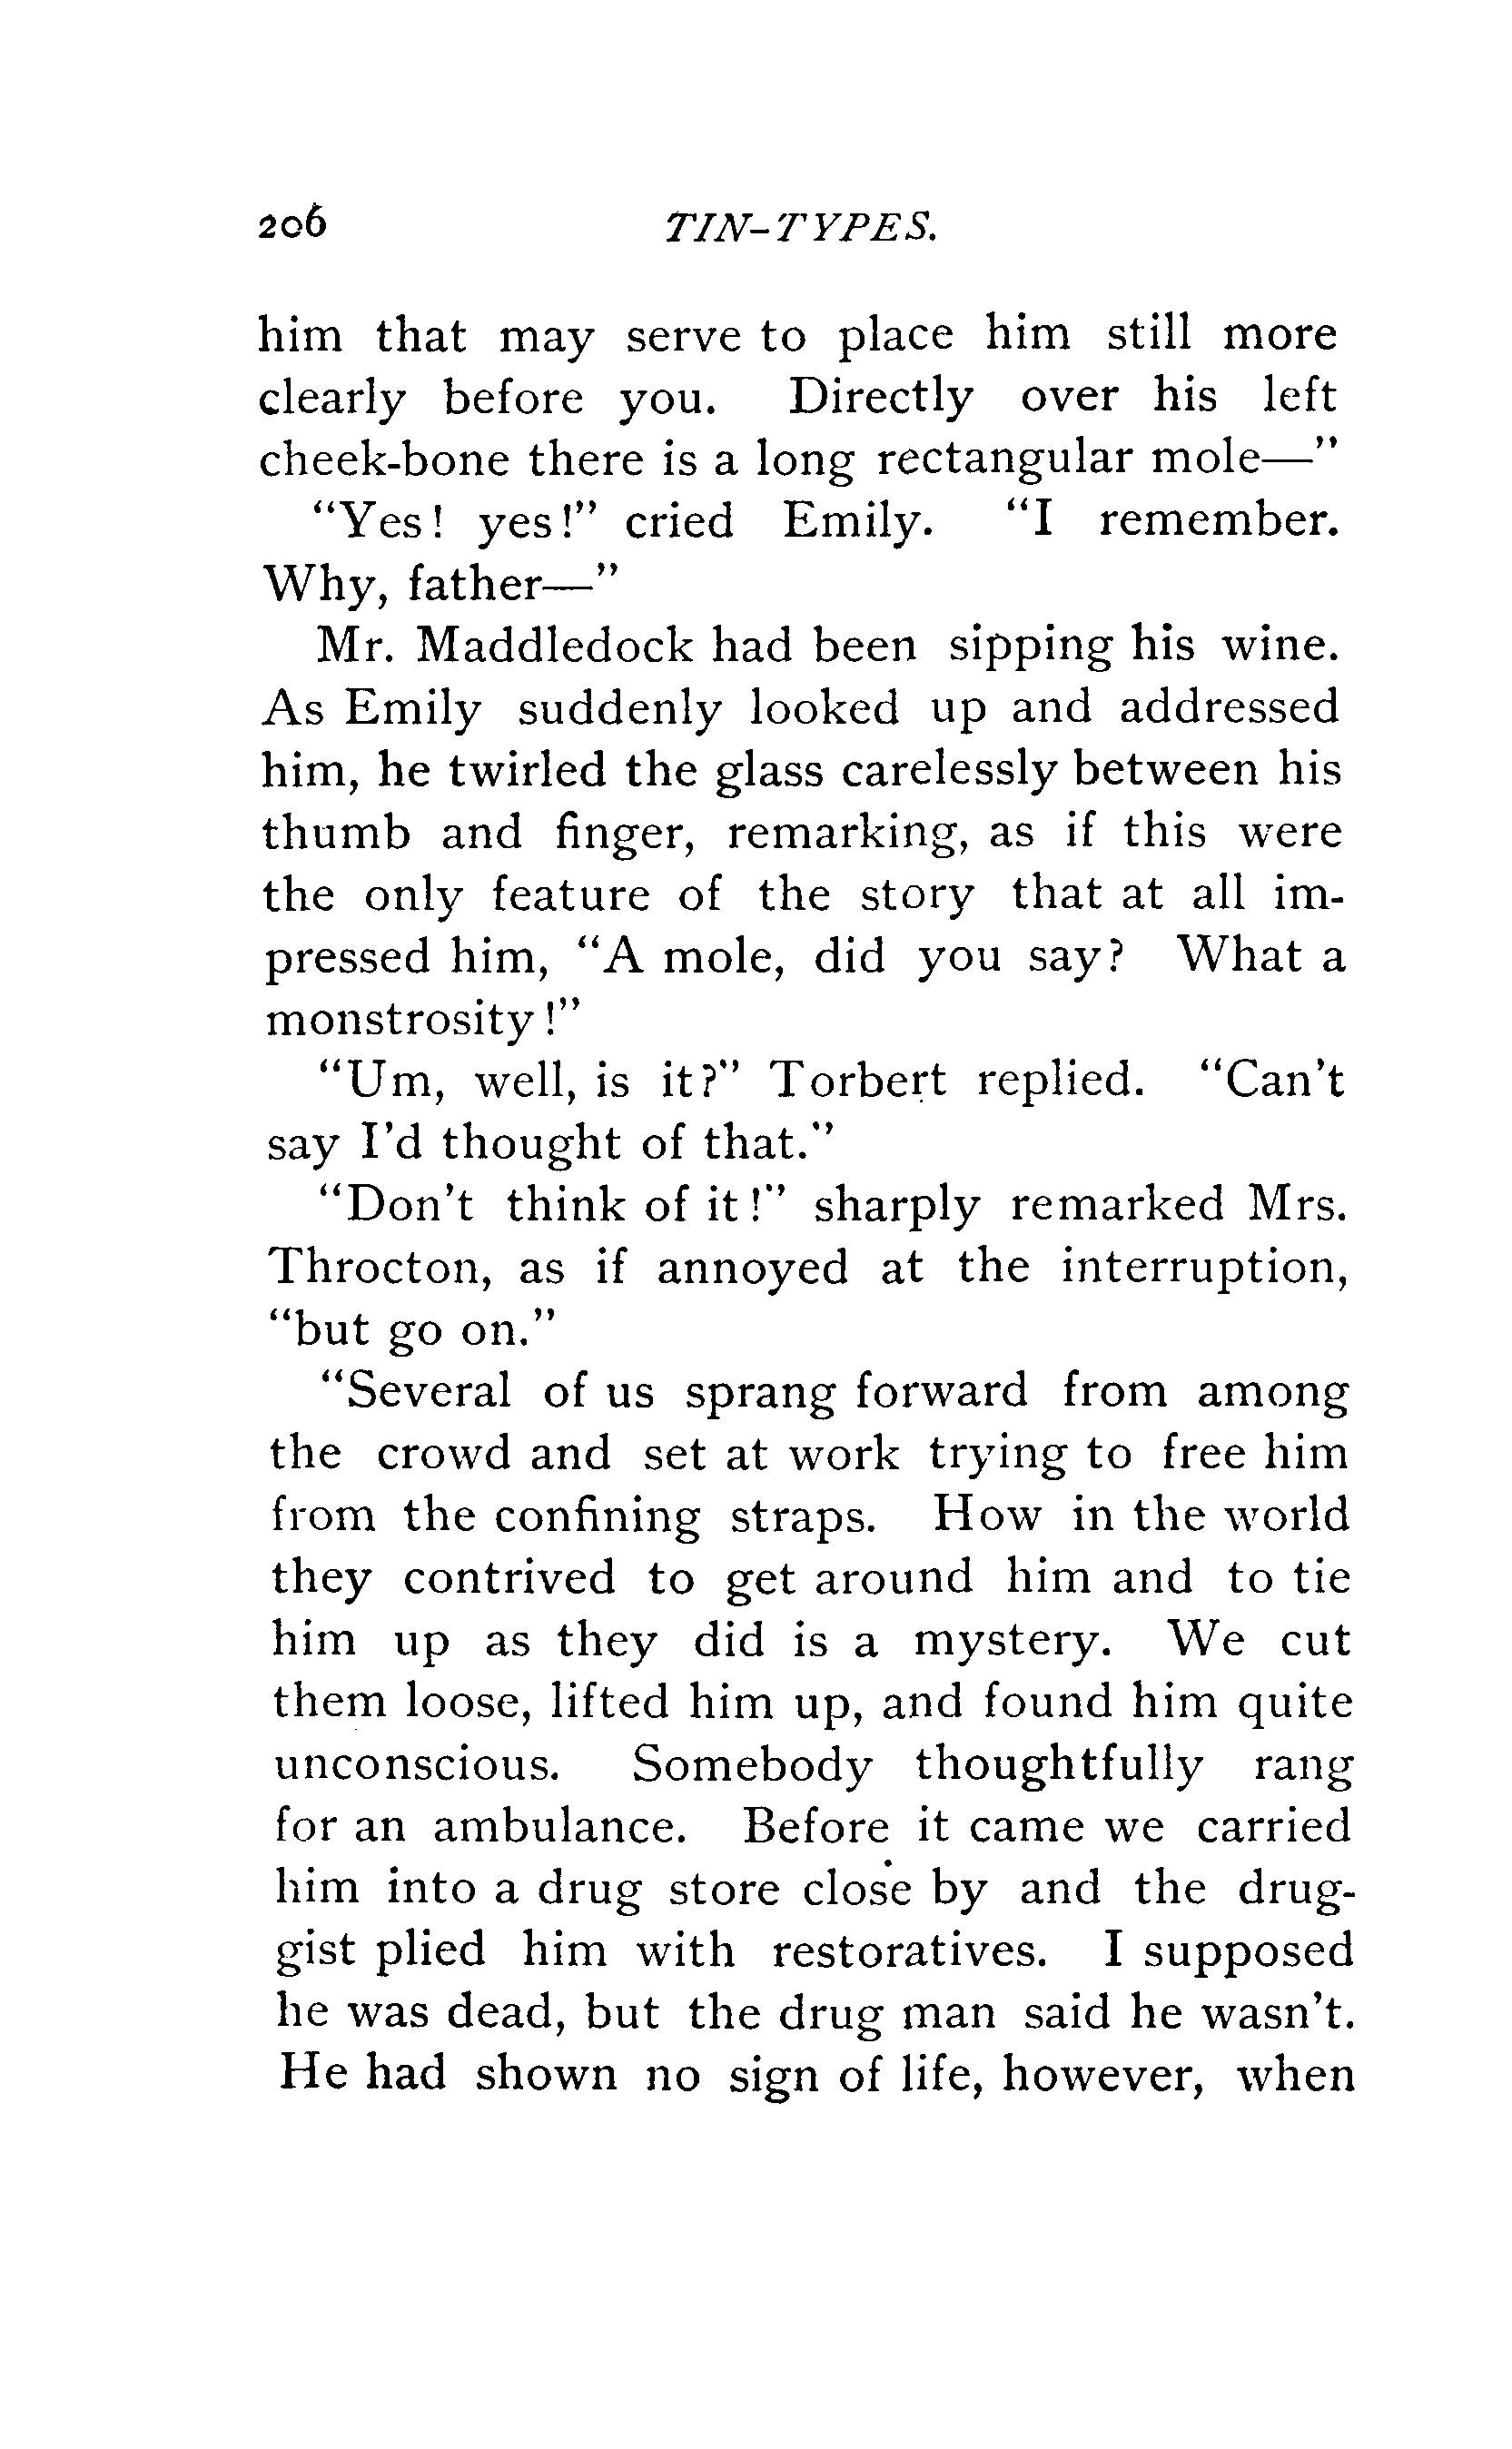 206 TIN-TYPES.
him that may serve to place him still more
clearly before you. Directly over his left
cheek-bone there is a long rectangular mole—”
“Yes! yes!” cried Emily. “I remember.
Why, father—”
Mr. Maddledock had been sipping his wine.
As Emily suddenly looked up and addressed
him, he twirled the glass carelessly between his
thumb and finger, remarking, as if this were
the only feature of the story that at all im-
pressed him, “A mole, did you say? What a
monstrosity!”
“Um, well, is it?” Torbert replied. “Can’t
say I’d thought of that.”
“Don’t think of it!” sharply remarked Mrs.
Throcton, as if annoyed at the interruption,
“but go on.”
“Several of us sprang forward from among
the crowd and set at work trying to free him
from the confining straps. How in the world
they contrived to get around him and to tie
him up as they did is a mystery. We cut
them loose, lifted him up, and found him quite
unconscious. Somebody thoughtfully rang
for an ambulance. Before it came we carried
him into a drug store close by and the drug-
gist plied him with restoratives. I supposed
he was dead, but the drug man said he wasn’t.
He had shown no sign of life, however, when